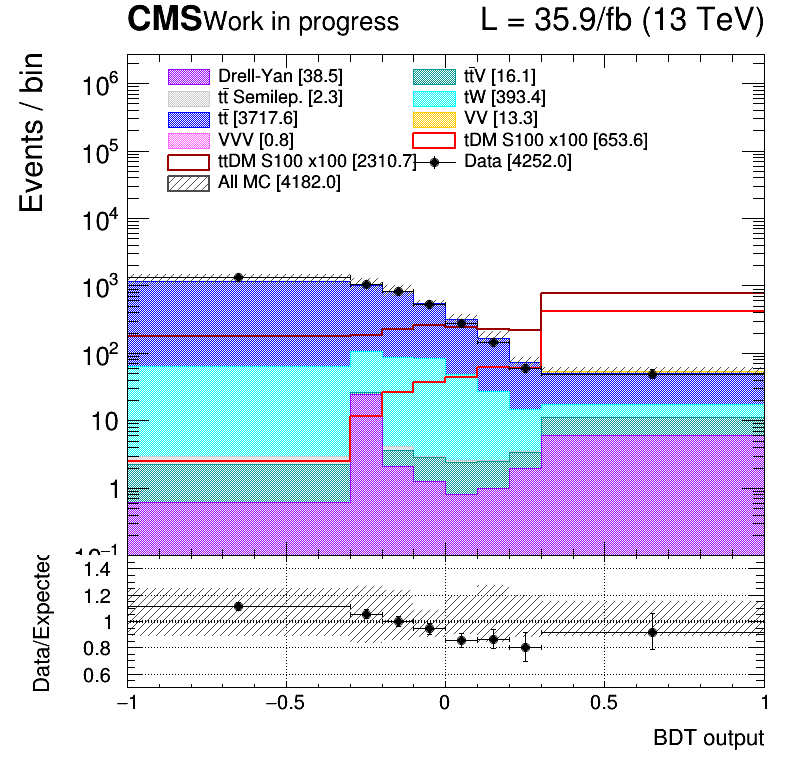 CMS Work in progress L = 35.9/fb (13 TeV)
Events / bin
Drell-Yan [38.5] tt̄V [16.1]
tt̄ Semilep. [2.3] tW [393.4]
tt̄ [3717.6] VV [13.3]
VVV [0.8] tDM S100 x100 [653.6]
ttDM S100 x100 [2310.7] Data [4252.0]
All MC [4182.0]
10⁶
10⁵
10⁴
10³
10²
10
1
10⁻¹
Data/Expected
1.4
1.2
1
0.8
0.6
−1 −0.5 0 0.5 1
BDT output